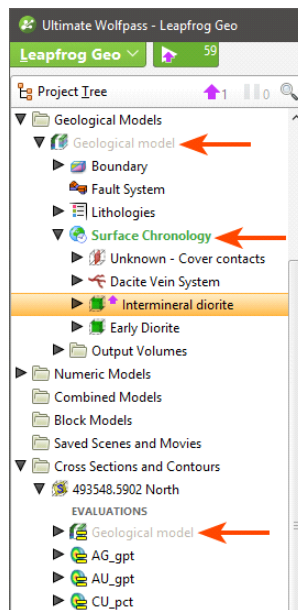 Ultimate Wolfpass - Leapfrog Geo
Leapfrog Geo 59
Project Tree 1 0
Geological Models
Geological model
Boundary
Fault System
Lithologies
Surface Chronology
Unknown - Cover contacts
Dacite Vein System
Intermineral diorite
Early Diorite
Output Volumes
Numeric Models
Combined Models
Block Models
Saved Scenes and Movies
Cross Sections and Contours
493548.5902 North
EVALUATIONS
Geological model
AG_gpt
AU_gpt
CU_pct